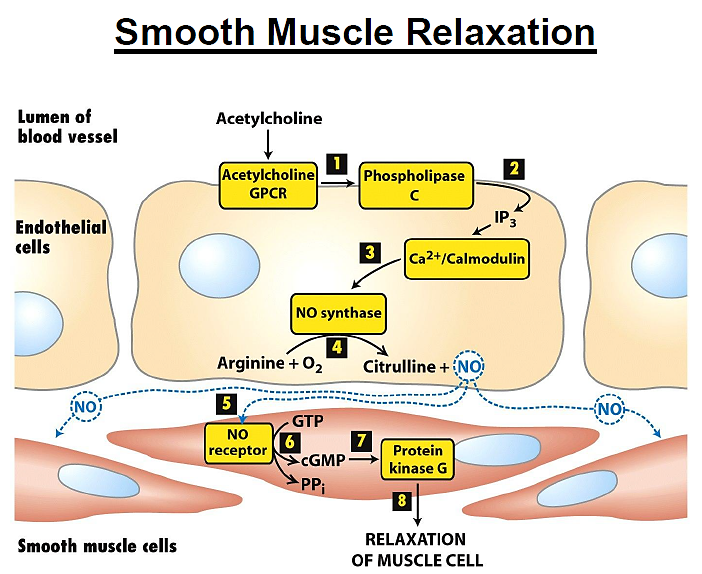 Smooth Muscle Relaxation
Lumen of
blood vessel
Acetylcholine
1
2
Acetylcholine
GPCR
Phospholipase
C
IP3
Endothelial
cells
3
Ca2+/Calmodulin
NO synthase
4
Arginine + O2
Citrulline + NO
NO
5
NO
GTP
NO
receptor
6
cGMP
7
Protein
kinase G
PPi
8
RELAXATION
OF MUSCLE CELL
Smooth muscle cells